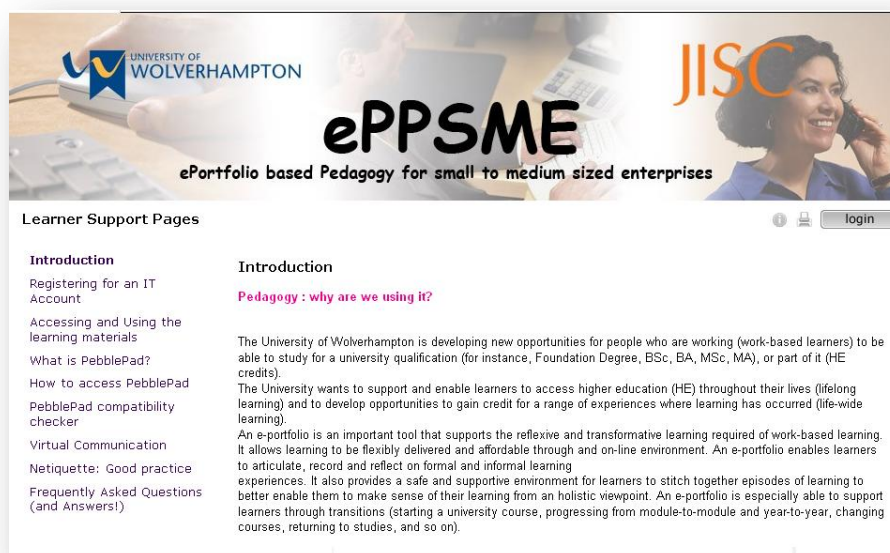 UNIVERSITY OF
WOLVERHAMPTON
JISC
ePPSME
ePortfolio based Pedagogy for small to medium sized enterprises
Learner Support Pages
login
Introduction
Registering for an IT
Account
Accessing and Using the
learning materials
What is PebblePad?
How to access PebblePad
PebblePad compatibility
checker
Virtual Communication
Netiquette: Good practice
Frequently Asked Questions
(and Answers!)
Introduction
Pedagogy : why are we using it?
The University of Wolverhampton is developing new opportunities for people who are working (work-based learners) to be
able to study for a university qualification (for instance, Foundation Degree, BSc, BA, MSc, MA), or part of it (HE
credits).
The University wants to support and enable learners to access higher education (HE) throughout their lives (lifelong
learning) and to develop opportunities to gain credit for a range of experiences where learning has occurred (life-wide
learning).
An e-portfolio is an important tool that supports the reflexive and transformative learning required of work-based learning.
It allows learning to be flexibly delivered and affordable through and on-line environment. An e-portfolio enables learners
to articulate, record and reflect on formal and informal learning
experiences. It also provides a safe and supportive environment for learners to stitch together episodes of learning to
better enable them to make sense of their learning from an holistic viewpoint. An e-portfolio is especially able to support
learners through transitions (starting a university course, progressing from module-to-module and year-to-year, changing
courses, returning to studies, and so on).